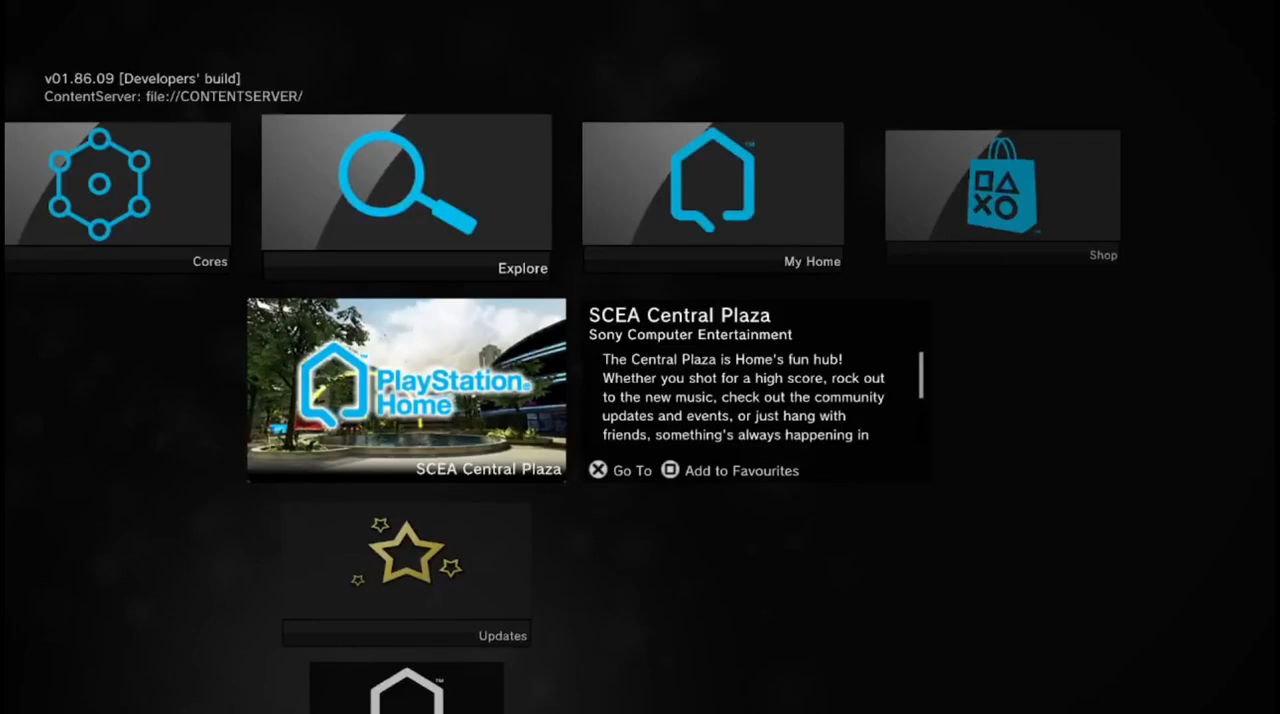 v01.86.09 [Developers' build]
ContentServer: file://CONTENTSERVER/
Cores
Explore
My Home
Shop
PlayStation®
Home
SCEA Central Plaza
SCEA Central Plaza
Sony Computer Entertainment
The Central Plaza is Home's fun hub!
Whether you shot for a high score, rock out
to the new music, check out the community
updates and events, or just hang with
friends, something's always happening in
Go To
Add to Favourites
Updates